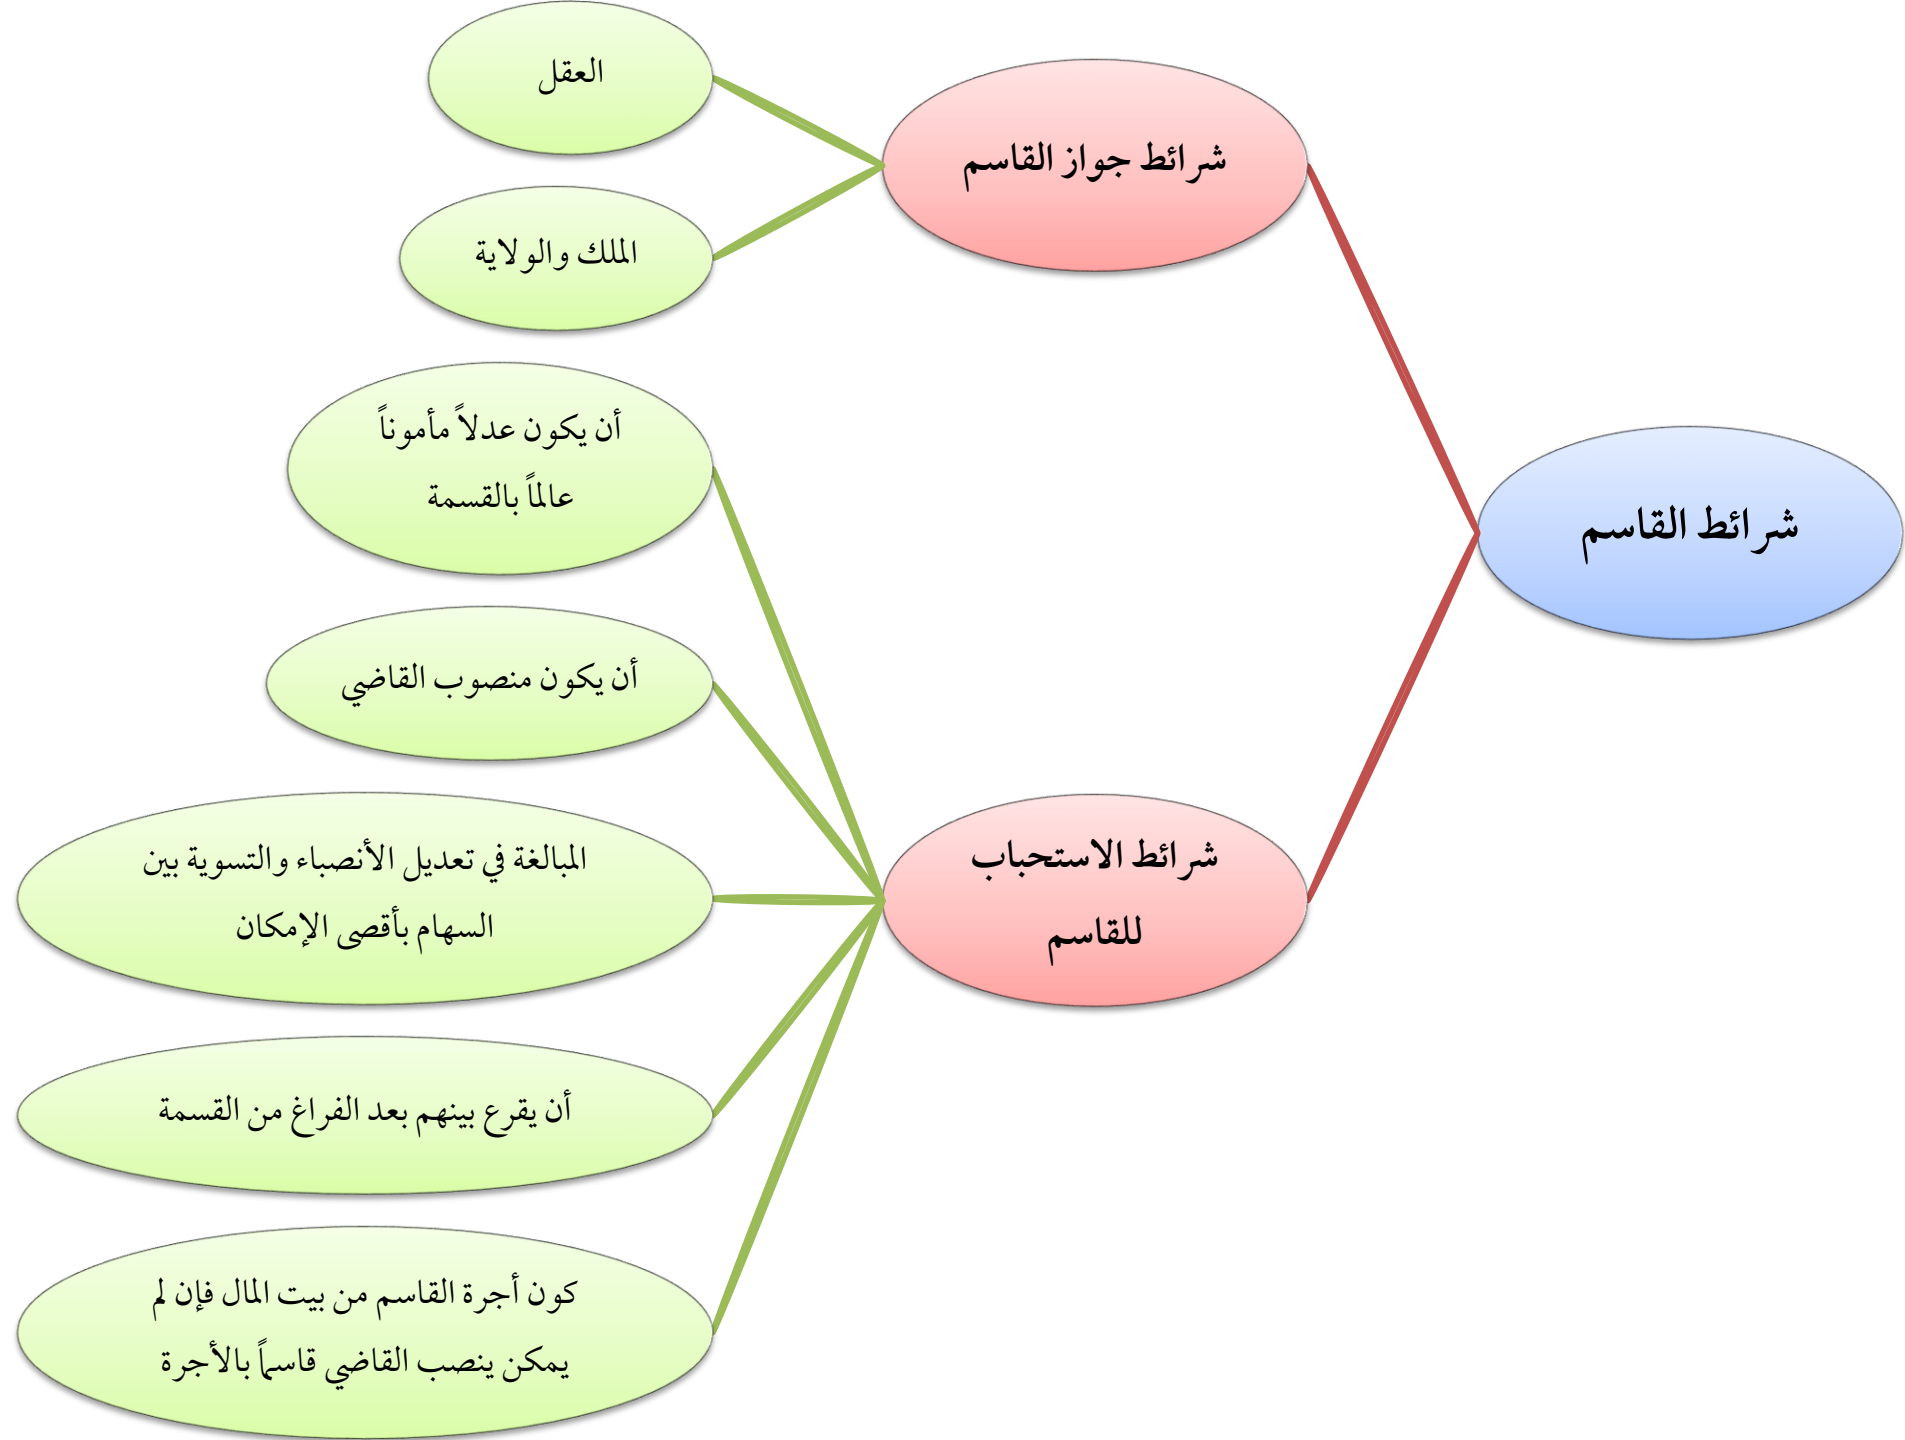 شرائط القاسم
شرائط جواز القاسم
العقل
الملك والولاية
شرائط الاستحباب
للقاسم
أن يكون عدلاً مأموناً
عالماً بالقسمة
أن يكون منصوب القاضي
المبالغة في تعديل الأنصباء والتسوية بين
السهام بأقصى الإمكان
أن يقرع بينهم بعد الفراغ من القسمة
كون أجرة القاسم من بيت المال فإن لم
يمكن ينصب القاضي قاسماً بالأجرة